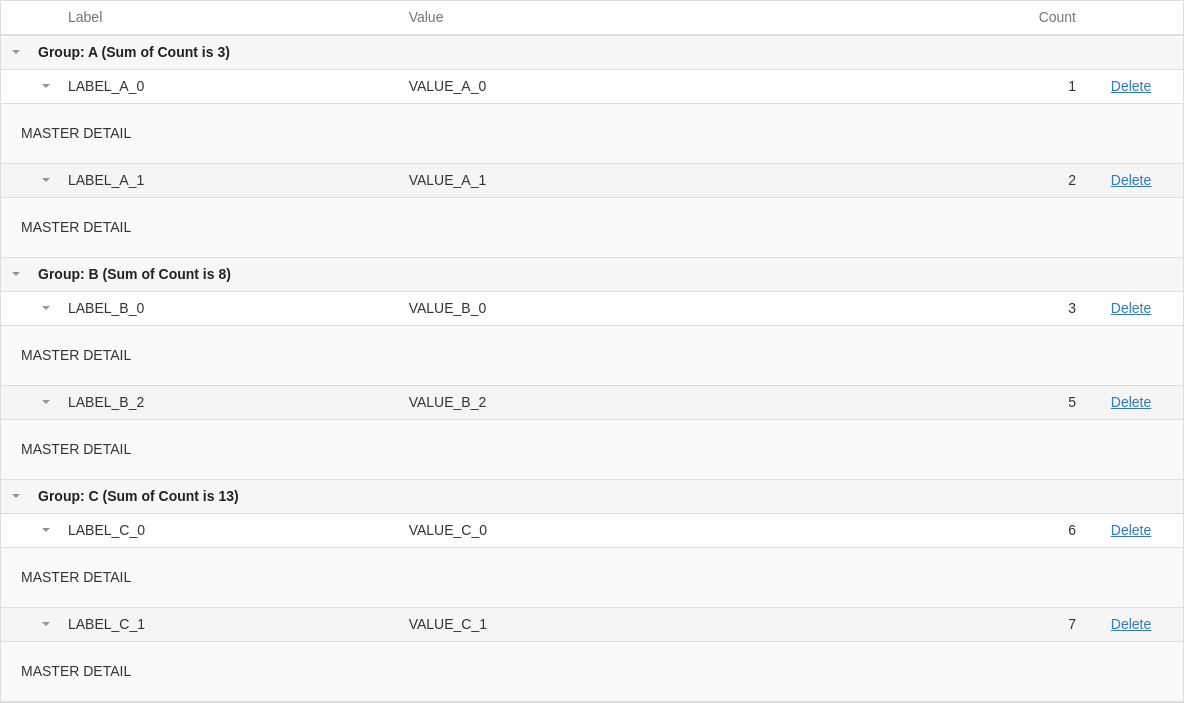 Label Value Count
Group: A (Sum of Count is 3)
LABEL_A_0 VALUE_A_0 1 Delete
MASTER DETAIL
LABEL_A_1 VALUE_A_1 2 Delete
MASTER DETAIL
Group: B (Sum of Count is 8)
LABEL_B_0 VALUE_B_0 3 Delete
MASTER DETAIL
LABEL_B_2 VALUE_B_2 5 Delete
MASTER DETAIL
Group: C (Sum of Count is 13)
LABEL_C_0 VALUE_C_0 6 Delete
MASTER DETAIL
LABEL_C_1 VALUE_C_1 7 Delete
MASTER DETAIL